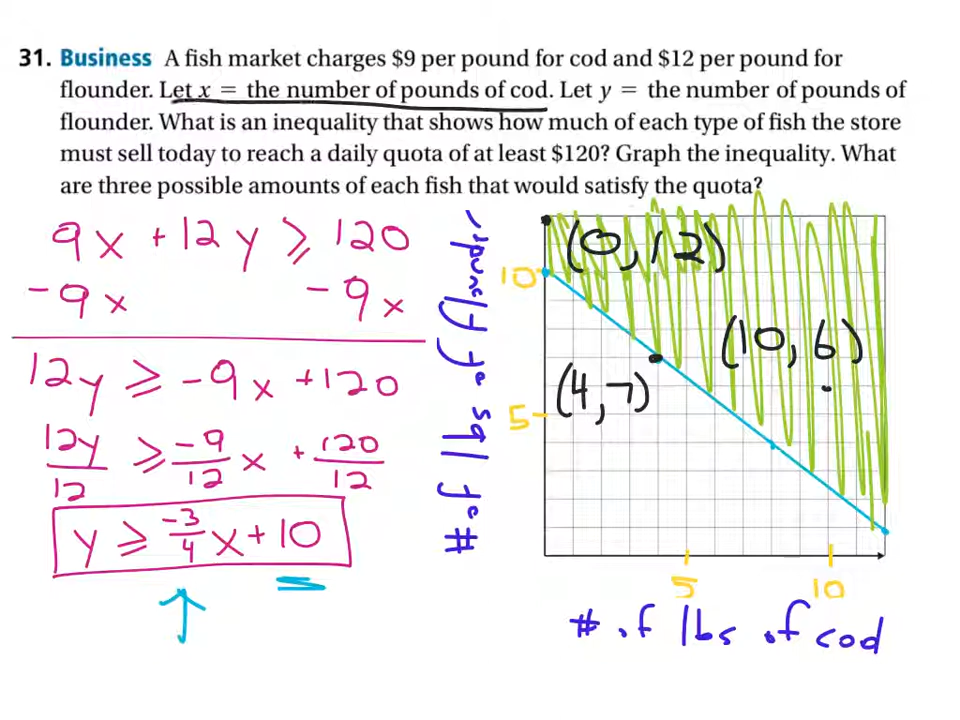 31. Business A fish market charges $9 per pound for cod and $12 per pound for
flounder. Let x = the number of pounds of cod. Let y = the number of pounds of
flounder. What is an inequality that shows how much of each type of fish the store
must sell today to reach a daily quota of at least $120? Graph the inequality. What
are three possible amounts of each fish that would satisfy the quota?
9x + 12y ≥ 120
-9x -9x
12y ≥ -9x + 120
12y/12 ≥ -9/12 x + 120/12
y ≥ -3/4 x + 10
# of lbs of flounder
10
5
(0, 12)
(10, 6)
(4, 7)
5 10
# of lbs of cod